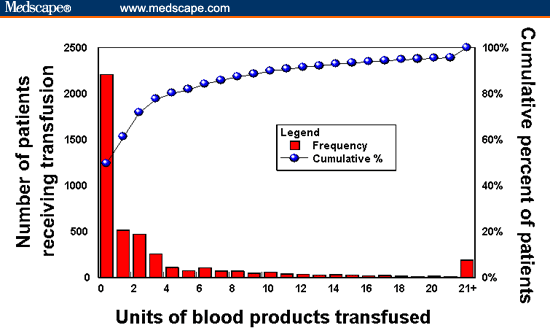 Medscape® www.medscape.com
Number of patients
receiving transfusion
2500
2000
1500
1000
500
0
Legend
Frequency
Cumulative %
100%
80%
60%
40%
20%
0%
Cumulative percent of patients
0 2 4 6 8 10 12 14 16 17 18 20 21+
Units of blood products transfused